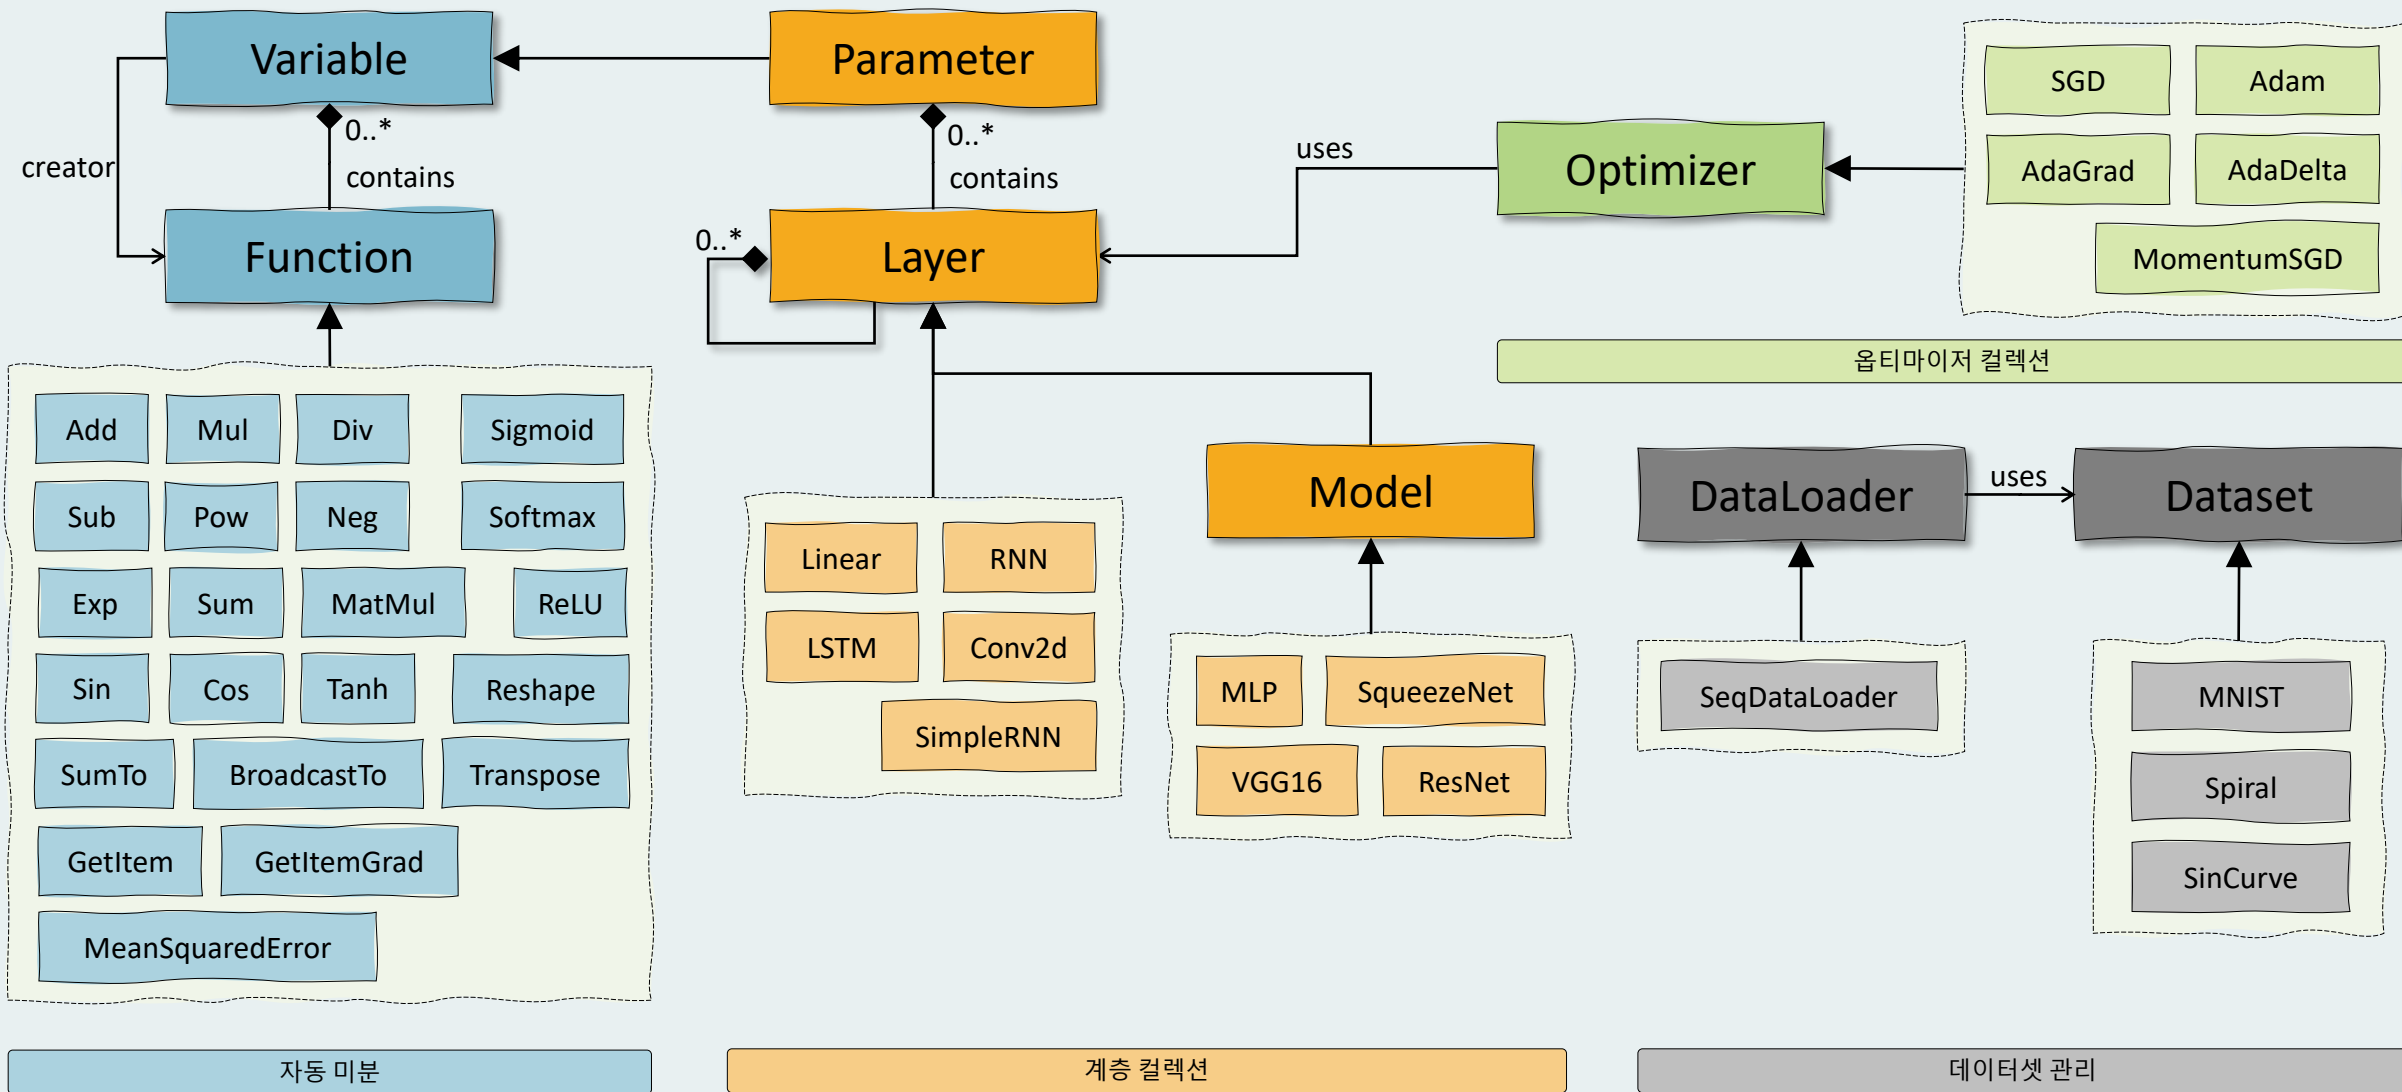 Variable
Parameter
creator
0..*
contains
Function
0..*
contains
0..*
Layer
uses
Optimizer
SGD
Adam
AdaGrad
AdaDelta
MomentumSGD
옵티마이저 컬렉션
Add
Mul
Div
Sigmoid
Sub
Pow
Neg
Softmax
Exp
Sum
MatMul
ReLU
Sin
Cos
Tanh
Reshape
SumTo
BroadcastTo
Transpose
GetItem
GetItemGrad
MeanSquaredError
자동 미분
Linear
RNN
LSTM
Conv2d
SimpleRNN
Model
MLP
SqueezeNet
VGG16
ResNet
계층 컬렉션
DataLoader
uses
Dataset
SeqDataLoader
MNIST
Spiral
SinCurve
데이터셋 관리